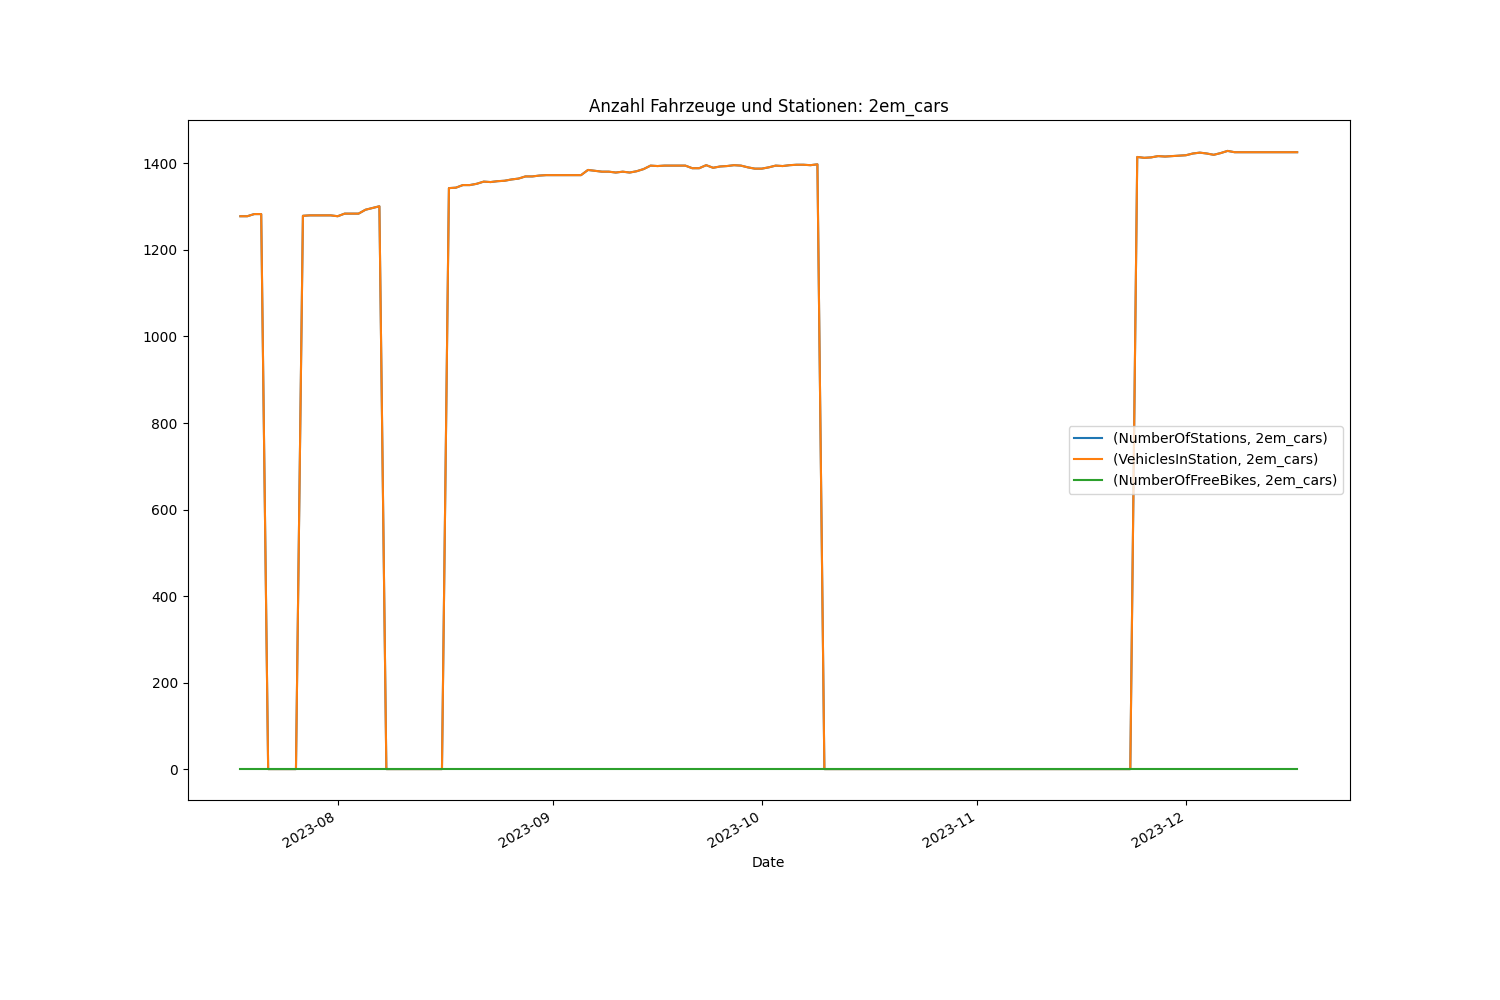 Anzahl Fahrzeuge und Stationen: 2em_cars
1400
1200
1000
800
600
400
200
0
(NumberOfStations, 2em_cars)
(VehiclesInStation, 2em_cars)
(NumberOfFreeBikes, 2em_cars)
2023-08
2023-09
2023-10
2023-11
2023-12
Date